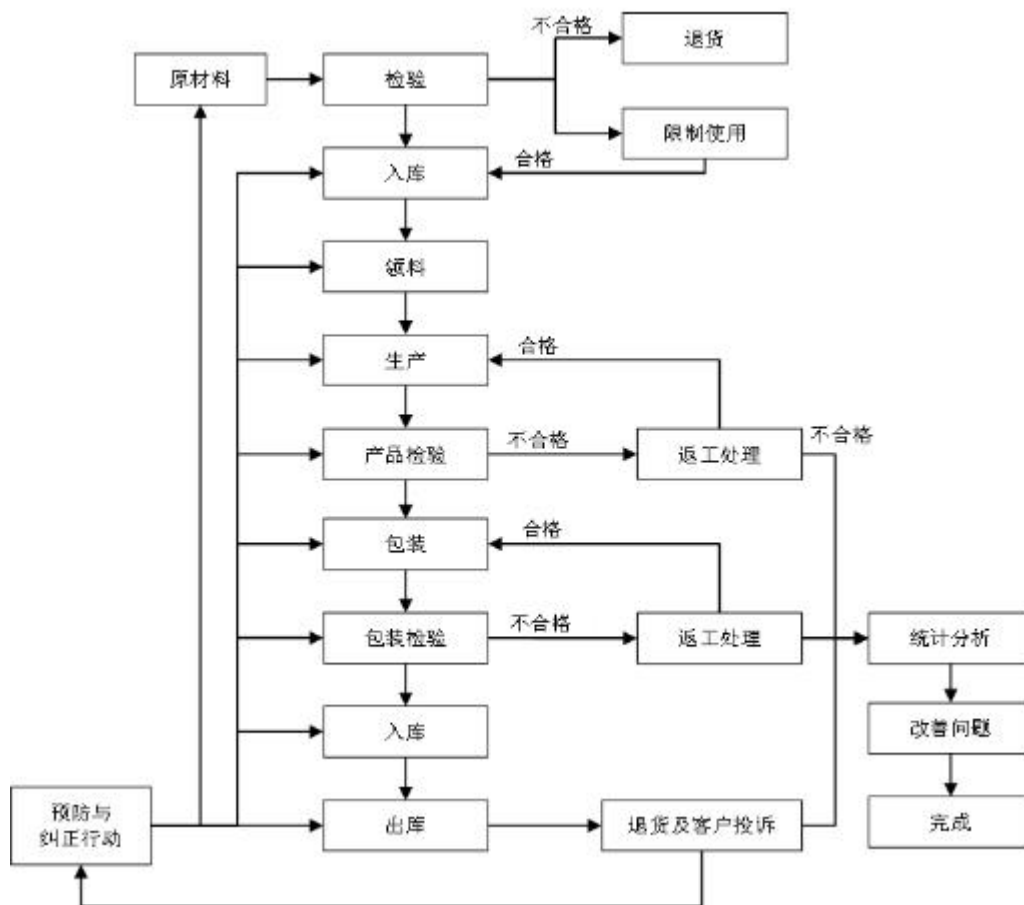 不合格
退货
原材料
检验
限制使用
合格
入库
领料
合格
生产
不合格
产品检验
不合格
返工处理
合格
包装
不合格
包装检验
返工处理
统计分析
入库
改善问题
预防与
纠正行动
出库
退货及客户投诉
完成